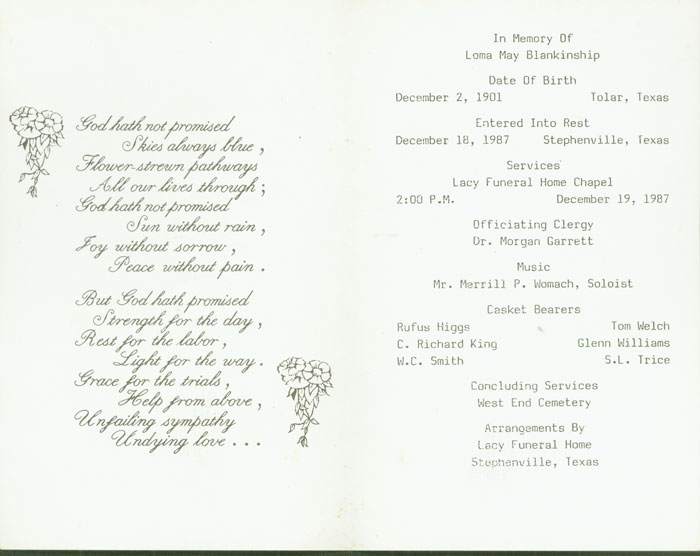 God hath not promised
Skies always blue,
Flower-strewn pathways
All our lives through;
God hath not promised
Sun without rain,
Joy without sorrow,
Peace without pain.
But God hath promised
Strength for the day,
Rest for the labor,
Light for the way.
Grace for the trials,
Help from above,
Unfailing sympathy
Undying love...
In Memory Of
Loma May Blankinship
Date Of Birth
December 2, 1901 Tolar, Texas
Entered Into Rest
December 18, 1987 Stephenville, Texas
Services
Lacy Funeral Home Chapel
2:00 P.M. December 19, 1987
Officiating Clergy
Dr. Morgan Garrett
Music
Mr. Merrill P. Womach, Soloist
Casket Bearers
Rufus Higgs Tom Welch
C. Richard King Glenn Williams
W.C. Smith S.L. Trice
Concluding Services
West End Cemetery
Arrangements By
Lacy Funeral Home
Stephenville, Texas